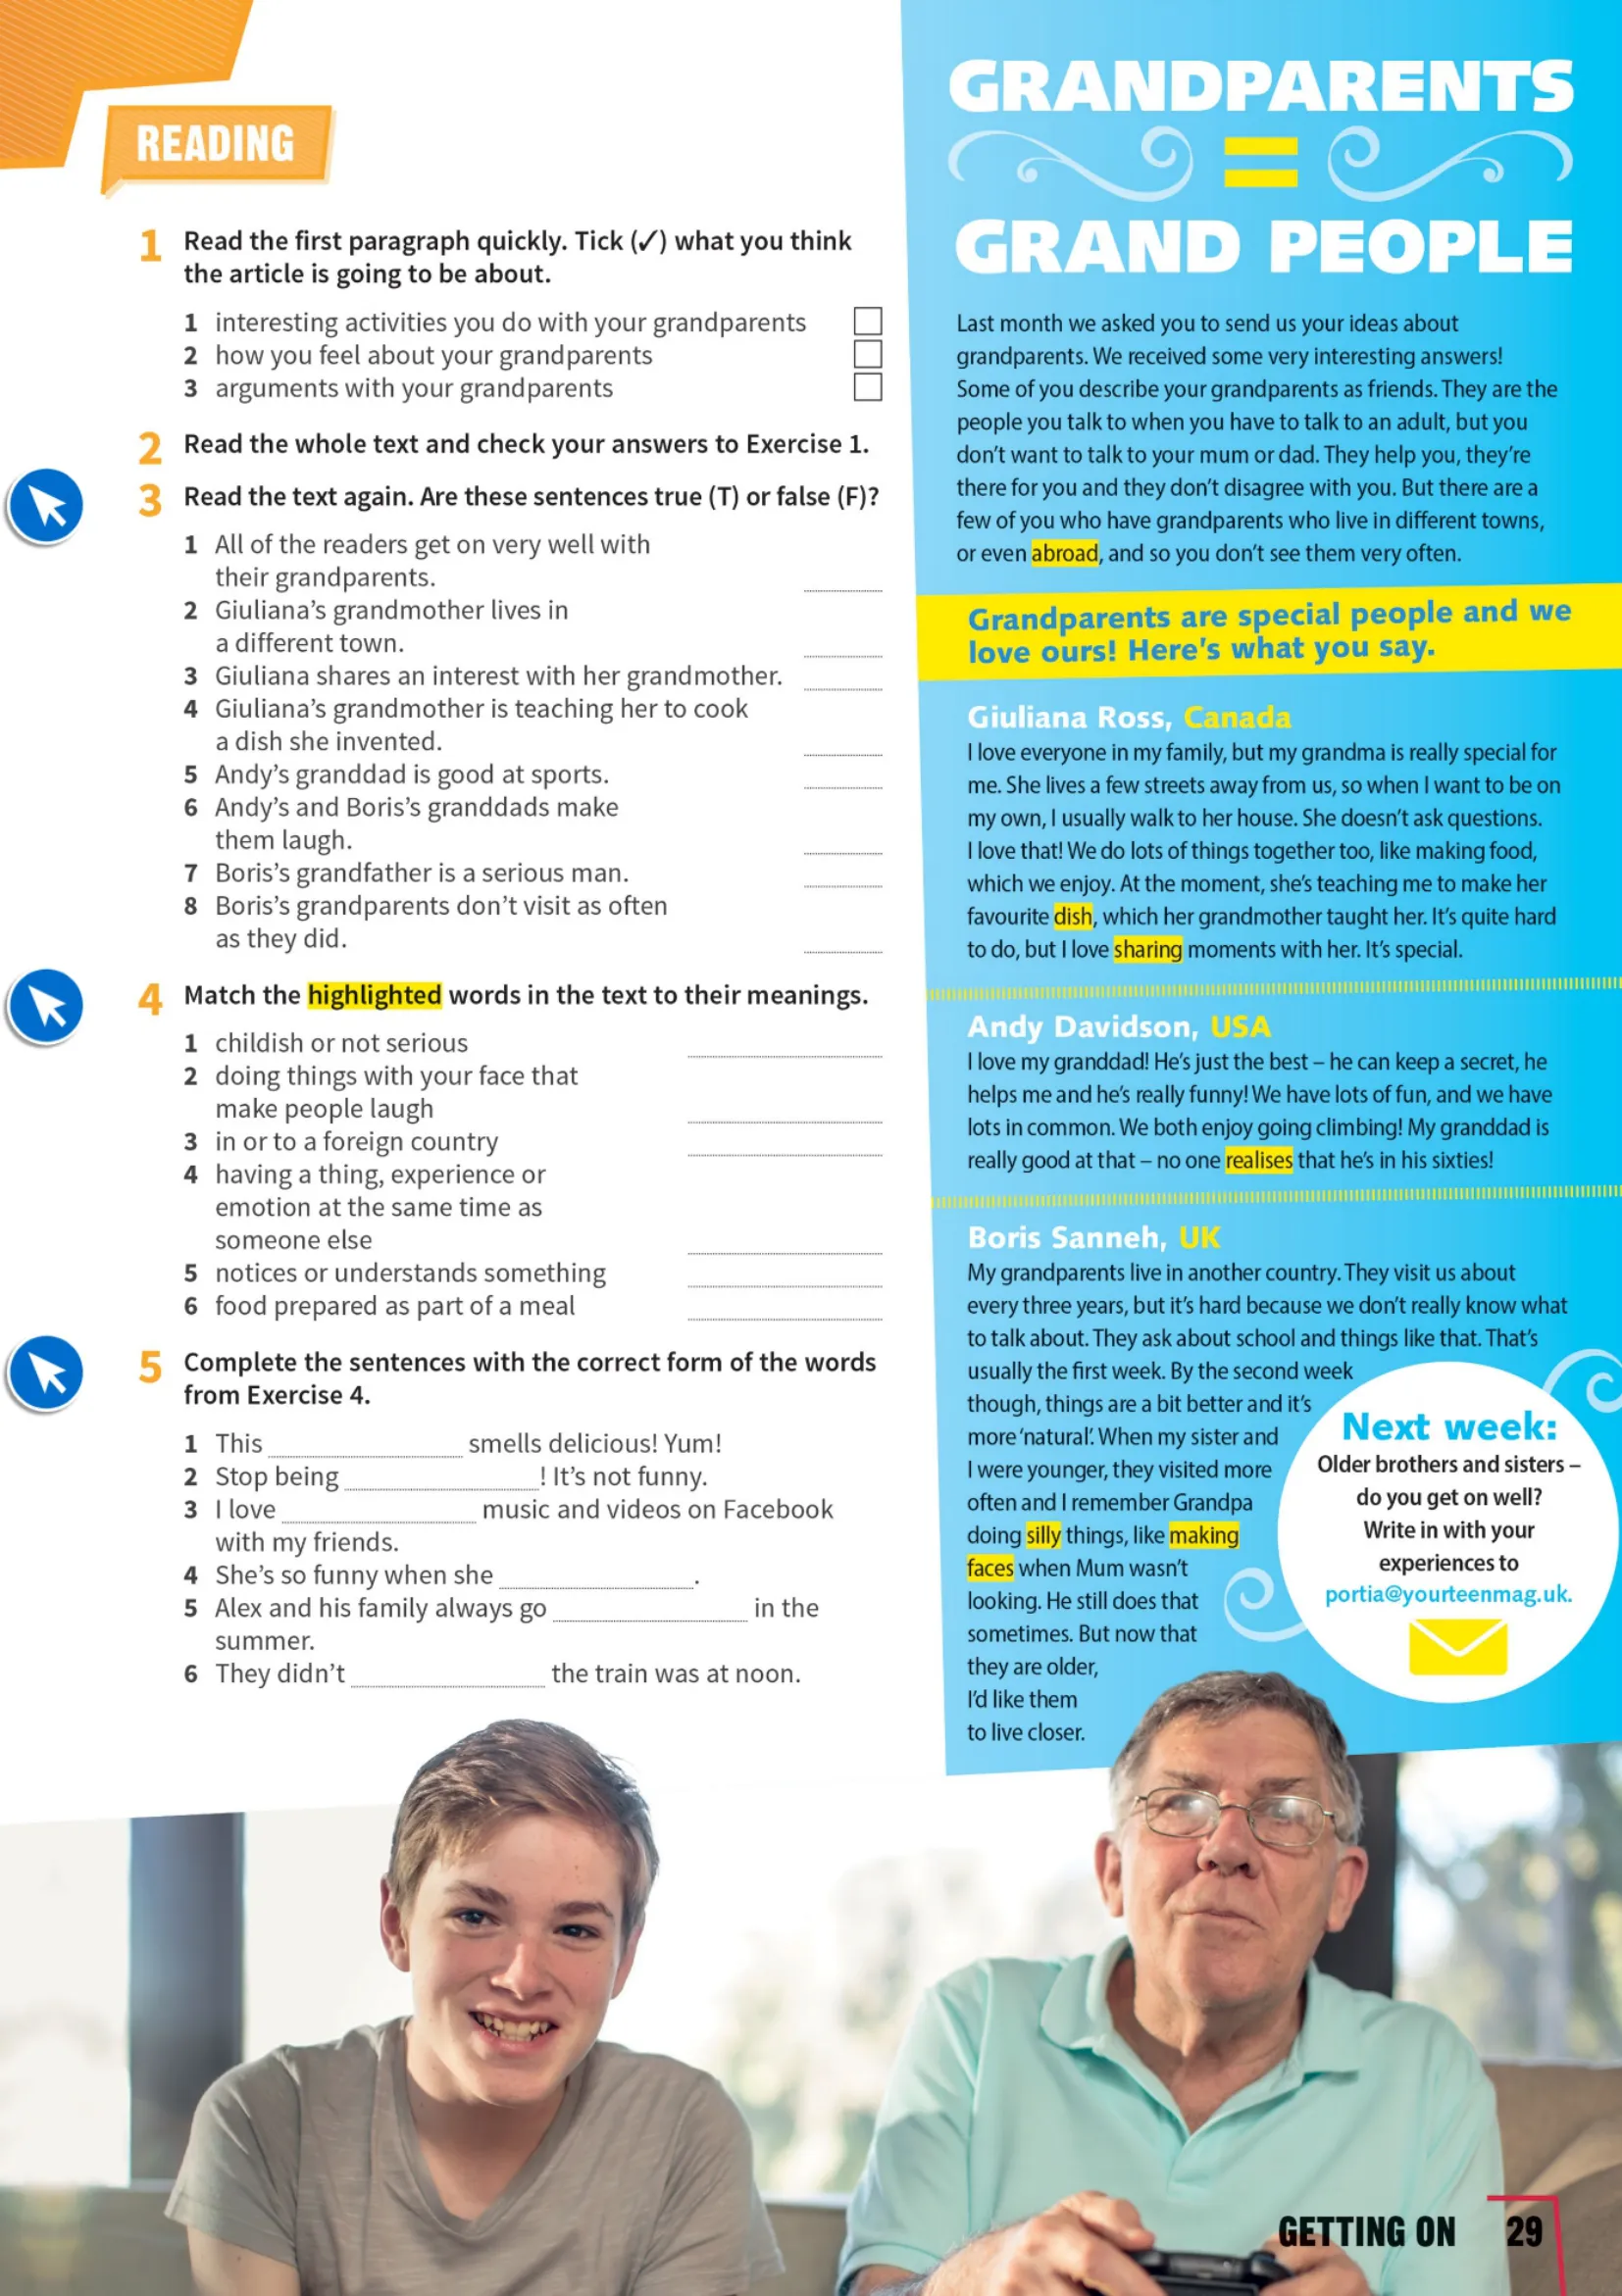 READING
1 Read the first paragraph quickly. Tick (✓) what you think
the article is going to be about.
1 interesting activities you do with your grandparents
2 how you feel about your grandparents
3 arguments with your grandparents
2 Read the whole text and check your answers to Exercise 1.
3 Read the text again. Are these sentences true (T) or false (F)?
1 All of the readers get on very well with
their grandparents.
2 Giuliana's grandmother lives in
a different town.
3 Giuliana shares an interest with her grandmother.
4 Giuliana's grandmother is teaching her to cook
a dish she invented.
5 Andy's granddad is good at sports.
6 Andy's and Boris's granddads make
them laugh.
7 Boris's grandfather is a serious man.
8 Boris's grandparents don't visit as often
as they did.
4 Match the highlighted words in the text to their meanings.
1 childish or not serious
2 doing things with your face that
make people laugh
3 in or to a foreign country
4 having a thing, experience or
emotion at the same time as
someone else
5 notices or understands something
6 food prepared as part of a meal
5 Complete the sentences with the correct form of the words
from Exercise 4.
1 This ______ smells delicious! Yum!
2 Stop being ______! It's not funny.
3 I love ______ music and videos on Facebook
with my friends.
4 She's so funny when she ______.
5 Alex and his family always go ______ in the
summer.
6 They didn't ______ the train was at noon.
GRANDPARENTS
=
GRAND PEOPLE
Last month we asked you to send us your ideas about
grandparents. We received some very interesting answers!
Some of you describe your grandparents as friends. They are the
people you talk to when you have to talk to an adult, but you
don't want to talk to your mum or dad. They help you, they're
there for you and they don't disagree with you. But there are a
few of you who have grandparents who live in different towns,
or even abroad, and so you don't see them very often.
Grandparents are special people and we
love ours! Here's what you say.
Giuliana Ross, Canada
I love everyone in my family, but my grandma is really special for
me. She lives a few streets away from us, so when I want to be on
my own, I usually walk to her house. She doesn't ask questions.
I love that! We do lots of things together too, like making food,
which we enjoy. At the moment, she's teaching me to make her
favourite dish, which her grandmother taught her. It's quite hard
to do, but I love sharing moments with her. It's special.
Andy Davidson, USA
I love my granddad! He's just the best – he can keep a secret, he
helps me and he's really funny! We have lots of fun, and we have
lots in common. We both enjoy going climbing! My granddad is
really good at that – no one realises that he's in his sixties!
Boris Sanneh, UK
My grandparents live in another country. They visit us about
every three years, but it's hard because we don't really know what
to talk about. They ask about school and things like that. That's
usually the first week. By the second week
though, things are a bit better and it's
more 'natural'. When my sister and
I were younger, they visited more
often and I remember Grandpa
doing silly things, like making
faces when Mum wasn't
looking. He still does that
sometimes. But now that
they are older,
I'd like them
to live closer.
Next week:
Older brothers and sisters –
do you get on well?
Write in with your
experiences to
portia@yourteenmag.uk.
GETTING ON 29